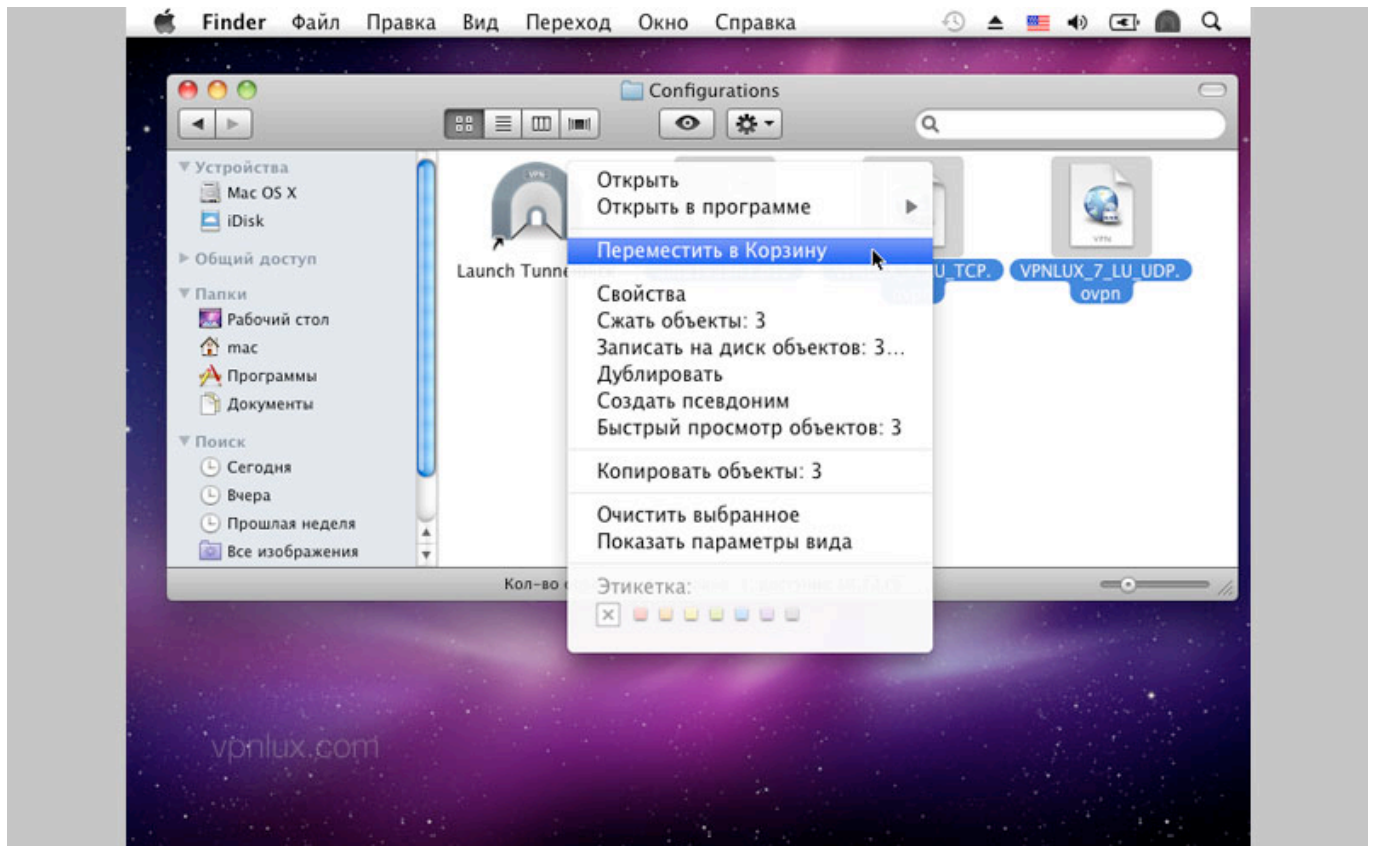 Finder Файл Правка Вид Переход Окно Справка
Configurations
Устройства
Mac OS X
iDisk
Общий доступ
Папки
Рабочий стол
mac
Программы
Документы
Поиск
Сегодня
Вчера
Прошлая неделя
Все изображения
VPN
Launch Tunne
U_TCP.
VPN
VPNLUX_7_LU_UDP.
ovpn
Открыть
Открыть в программе
Переместить в Корзину
Свойства
Сжать объекты: 3
Записать на диск объектов: 3...
Дублировать
Создать псевдоним
Быстрый просмотр объектов: 3
Копировать объекты: 3
Очистить выбранное
Показать параметры вида
Этикетка:
Кол-во
vpnlux.com